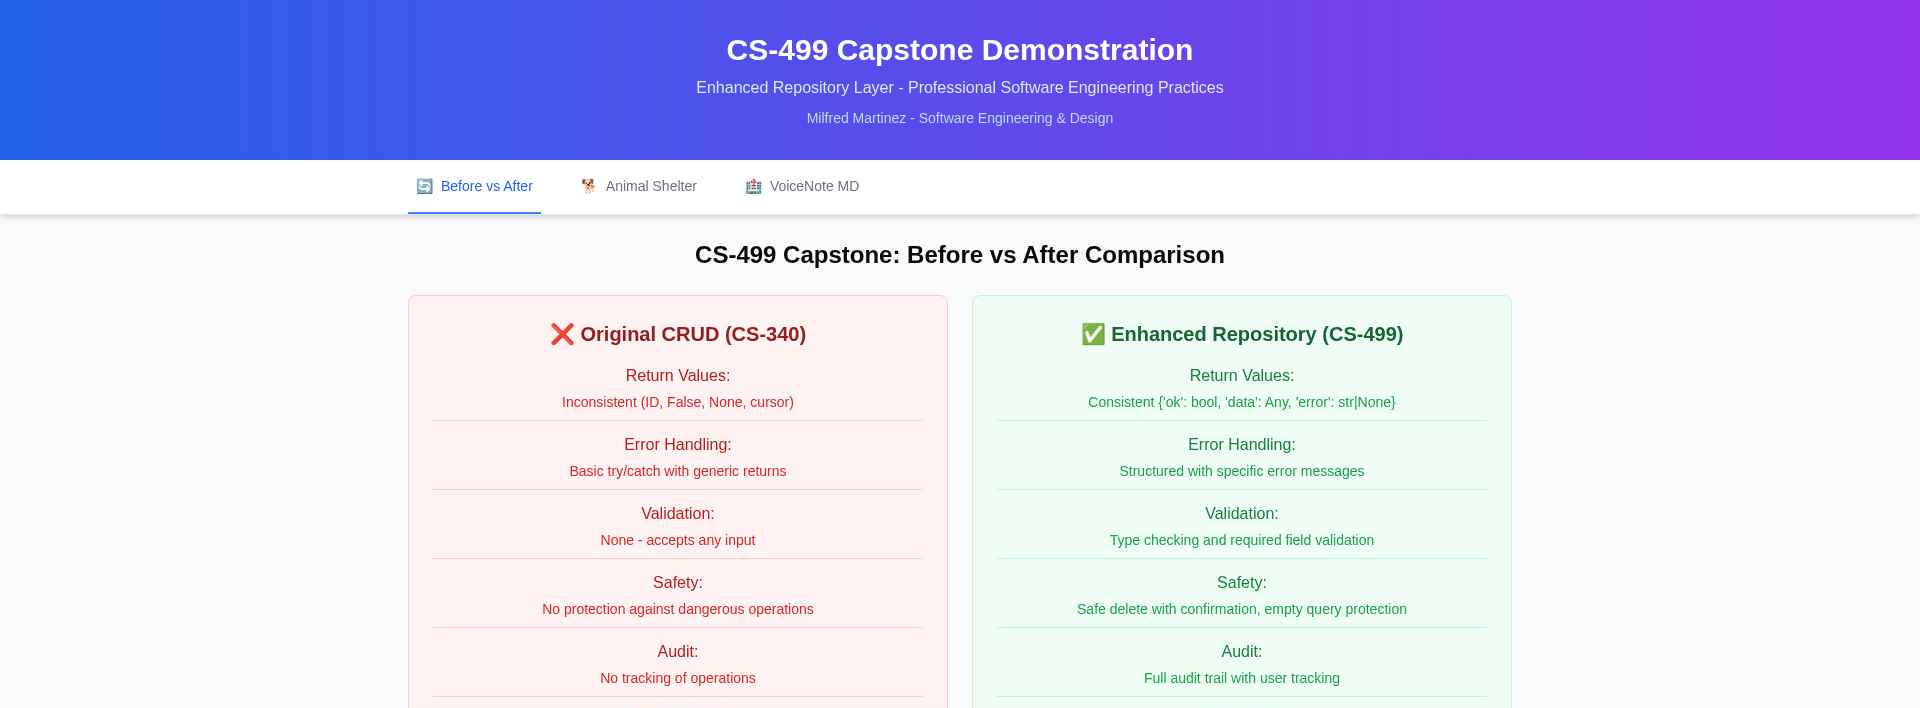 CS-499 Capstone Demonstration
Enhanced Repository Layer - Professional Software Engineering Practices
Milfred Martinez - Software Engineering & Design
Before vs After
Animal Shelter
VoiceNote MD
CS-499 Capstone: Before vs After Comparison
Original CRUD (CS-340)
Return Values:
Inconsistent (ID, False, None, cursor)
Error Handling:
Basic try/catch with generic returns
Validation:
None - accepts any input
Safety:
No protection against dangerous operations
Audit:
No tracking of operations
Enhanced Repository (CS-499)
Return Values:
Consistent {'ok': bool, 'data': Any, 'error': str|None}
Error Handling:
Structured with specific error messages
Validation:
Type checking and required field validation
Safety:
Safe delete with confirmation, empty query protection
Audit:
Full audit trail with user tracking